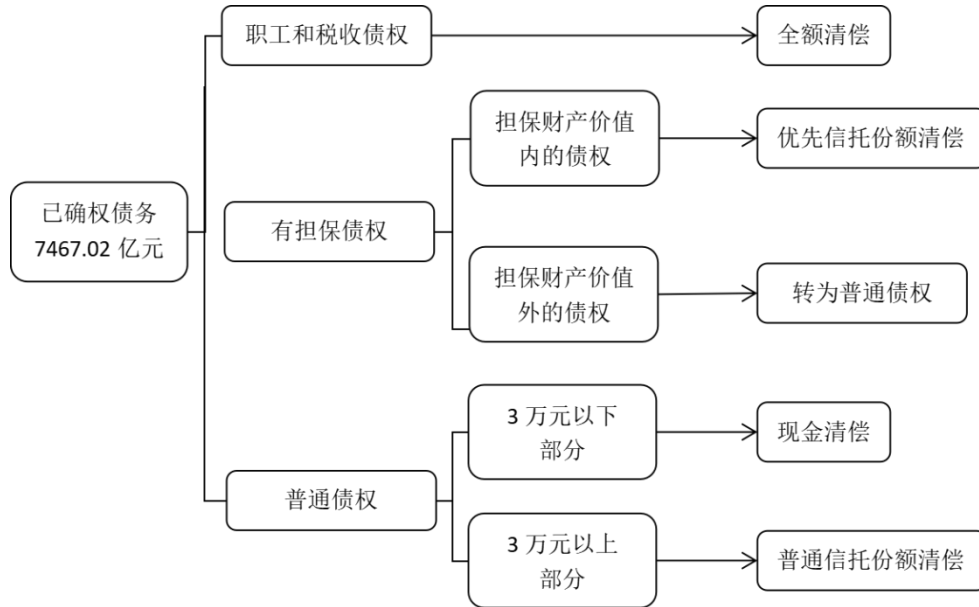 职工和税收债权
全额清偿
担保财产价值
内的债权
优先信托份额清偿
已确权债务
7467.02 亿元
有担保债权
担保财产价值
外的债权
转为普通债权
3 万元以下
部分
现金清偿
普通债权
3 万元以上
部分
普通信托份额清偿